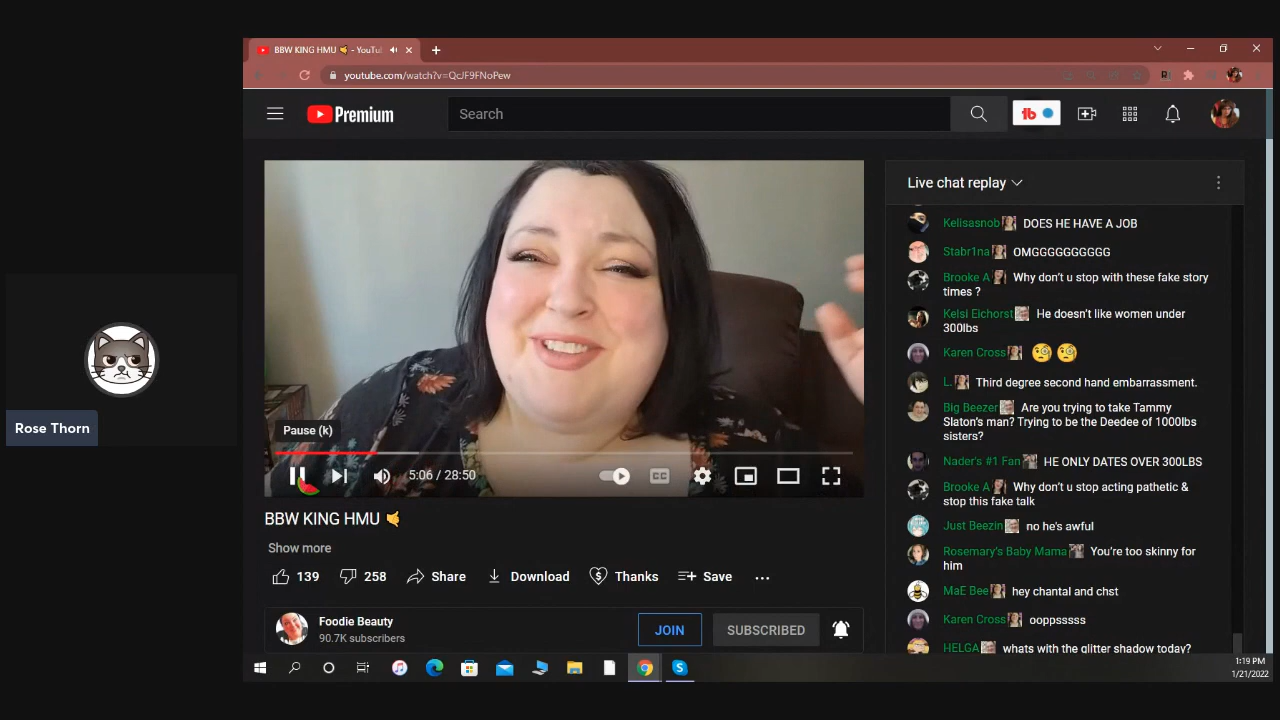 BBW KING HMU 🤙 - YouTu
youtube.com/watch?v=QcJF9FNoPew
Premium
Search
Live chat replay
Kelisasnob DOES HE HAVE A JOB
Stabr1na OMGGGGGGGGGG
Brooke A Why don't u stop with these fake story
times ?
Kelsi Eichorst He doesn't like women under
300lbs
Karen Cross 🧐 🧐
L. Third degree second hand embarrassment.
Big Beezer Are you trying to take Tammy
Slaton's man? Trying to be the Deedee of 1000lbs
sisters?
Nader's #1 Fan HE ONLY DATES OVER 300LBS
Brooke A Why don't u stop acting pathetic &
stop this fake talk
Just Beezin no he's awful
Rosemary's Baby Mama You're too skinny for
him
MaE Bee hey chantal and chst
Karen Cross ooppsssss
HELGA whats with the glitter shadow today?
Pause (k)
5:06 / 28:50
CC
BBW KING HMU 🤙
Show more
139
258
Share
Download
Thanks
Save
Foodie Beauty
90.7K subscribers
JOIN
SUBSCRIBED
Rose Thorn
1:19 PM
1/21/2022